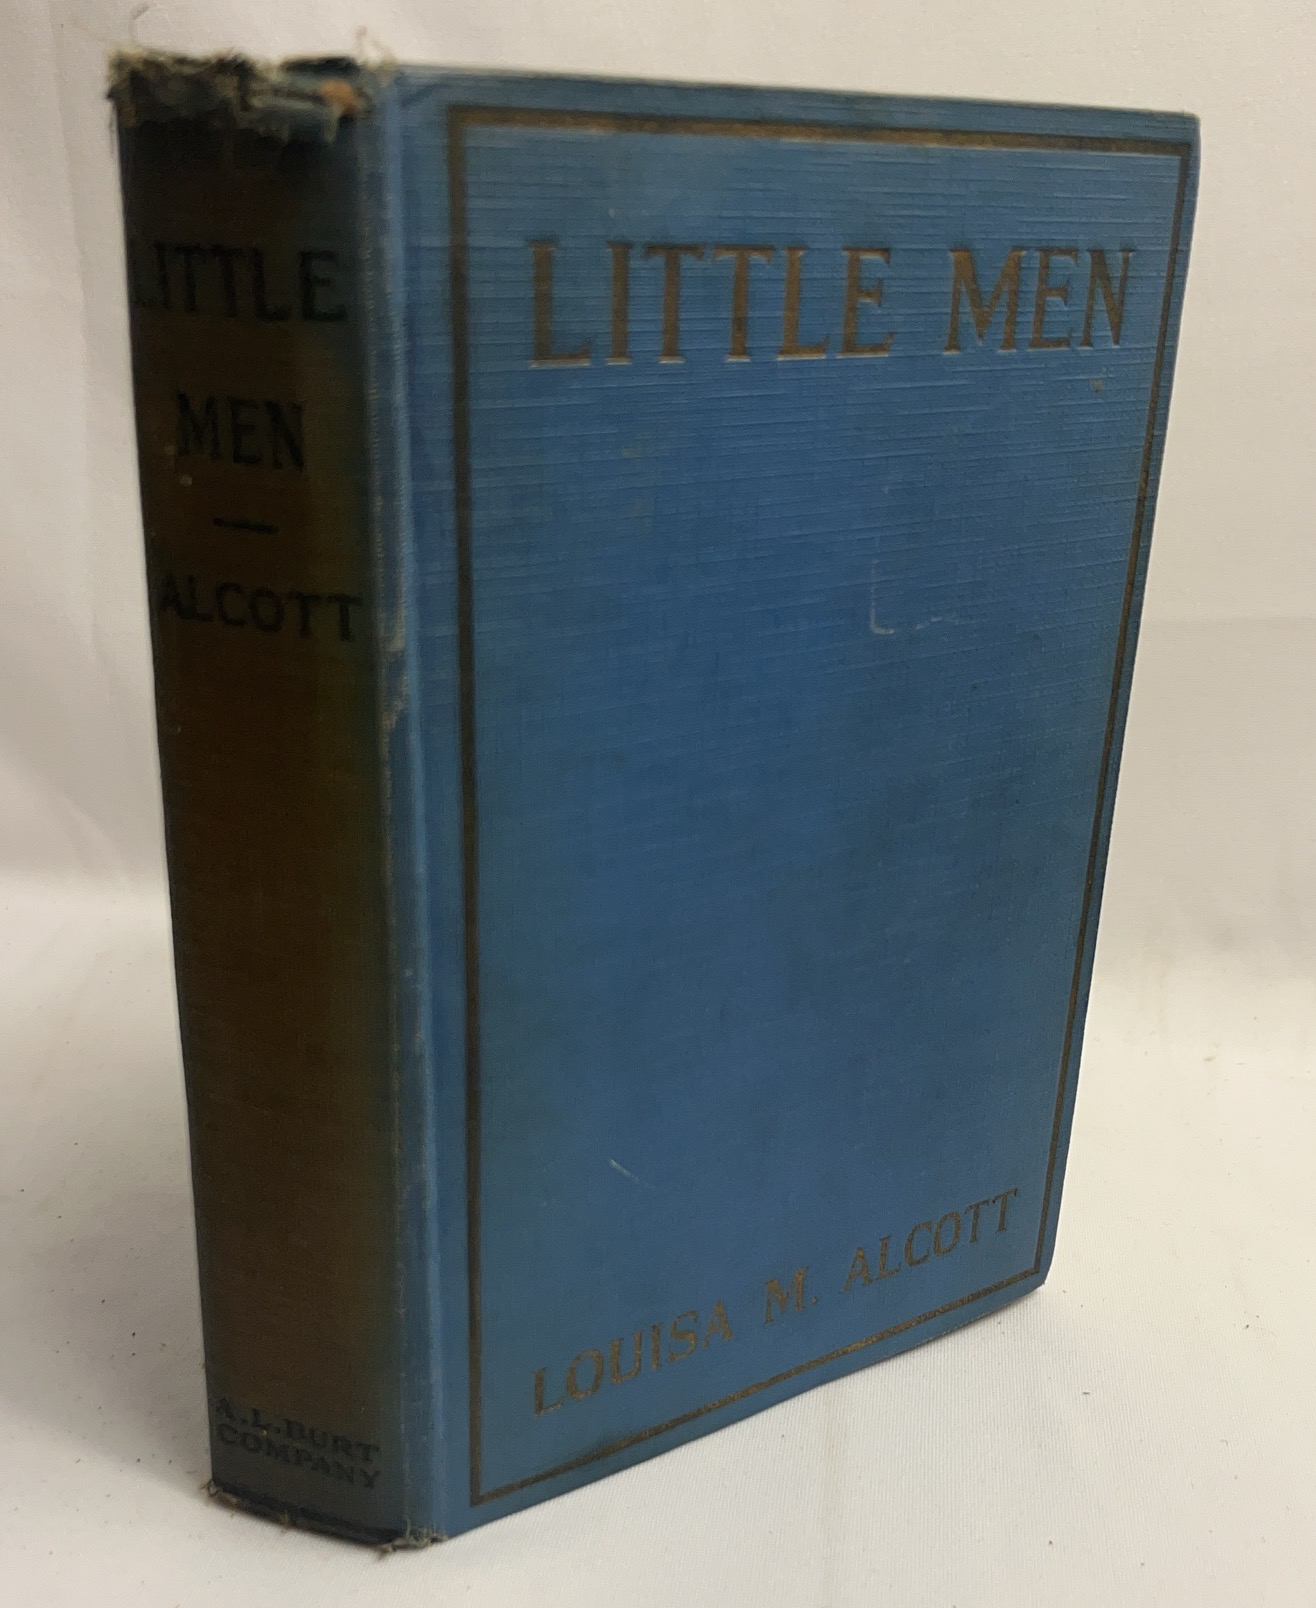 LITTLE
MEN
ALCOTT
A.L.BURT
COMPANY
LITTLE MEN
LOUISA M. ALCOTT